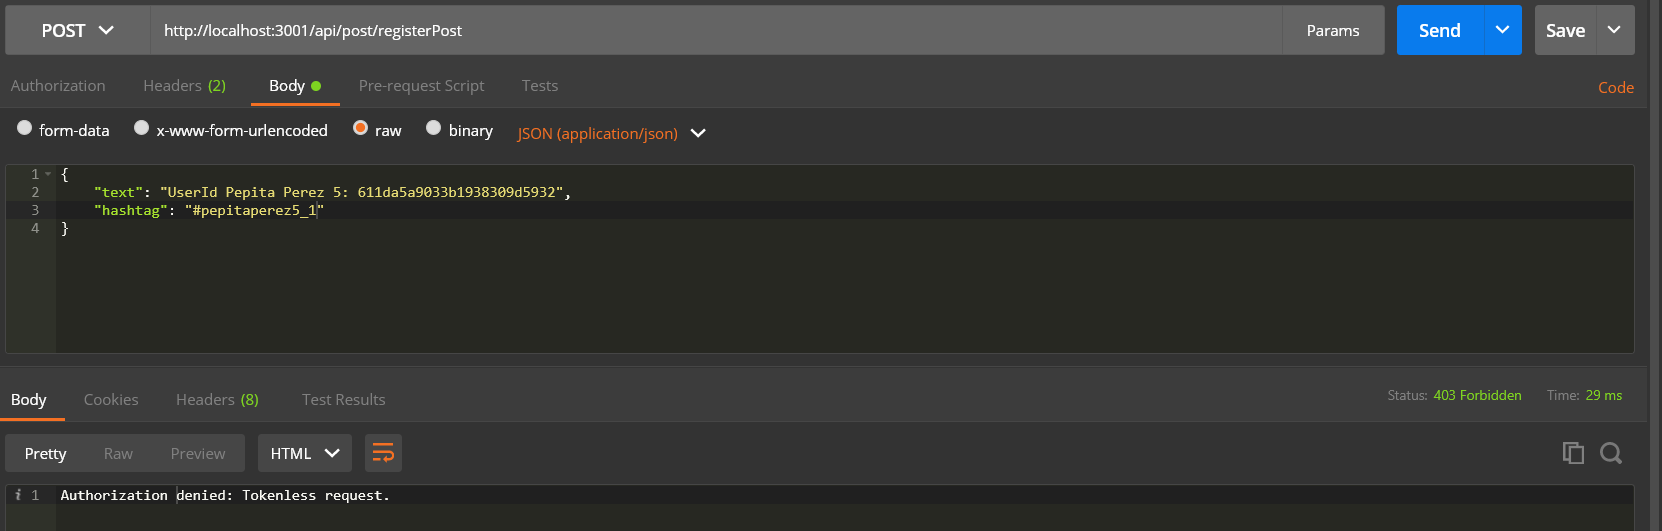 POST http://localhost:3001/api/post/registerPost Params Send Save
Authorization Headers (2) Body Pre-request Script Tests Code
form-data x-www-form-urlencoded raw binary JSON (application/json)
1 {
2 "text": "UserId Pepita Perez 5: 611da5a9033b1938309d5932",
3 "hashtag": "#pepitaperez5_1"
4 }
Body Cookies Headers (8) Test Results Status: 403 Forbidden Time: 29 ms
Pretty Raw Preview HTML
i 1 Authorization denied: Tokenless request.